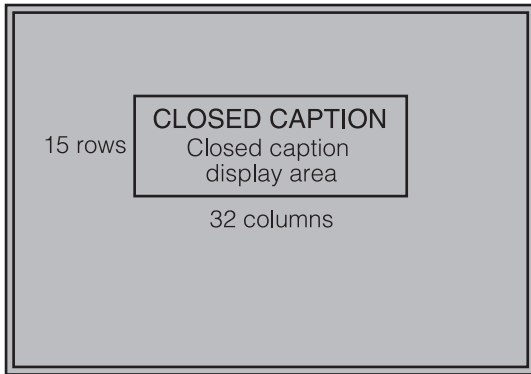 CLOSED CAPTION
15 rows
Closed caption
display area
32 columns